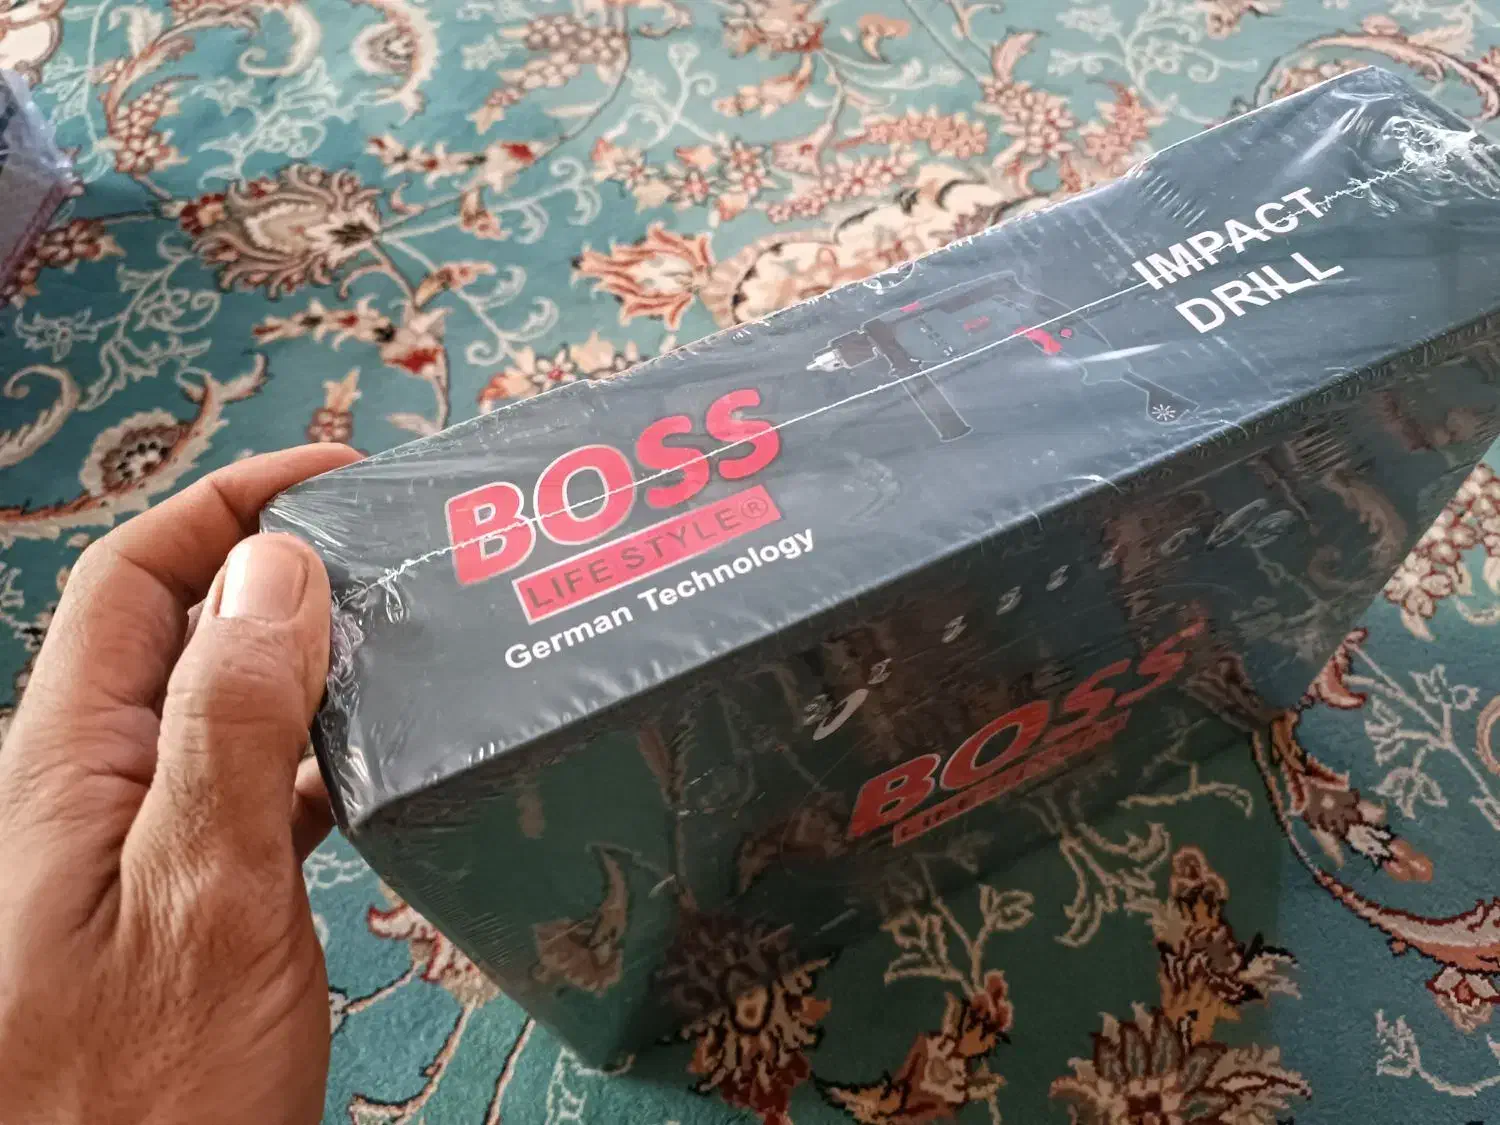 BOSS
LIFE STYLE®
German Technology
IMPACT
DRILL
BOSS